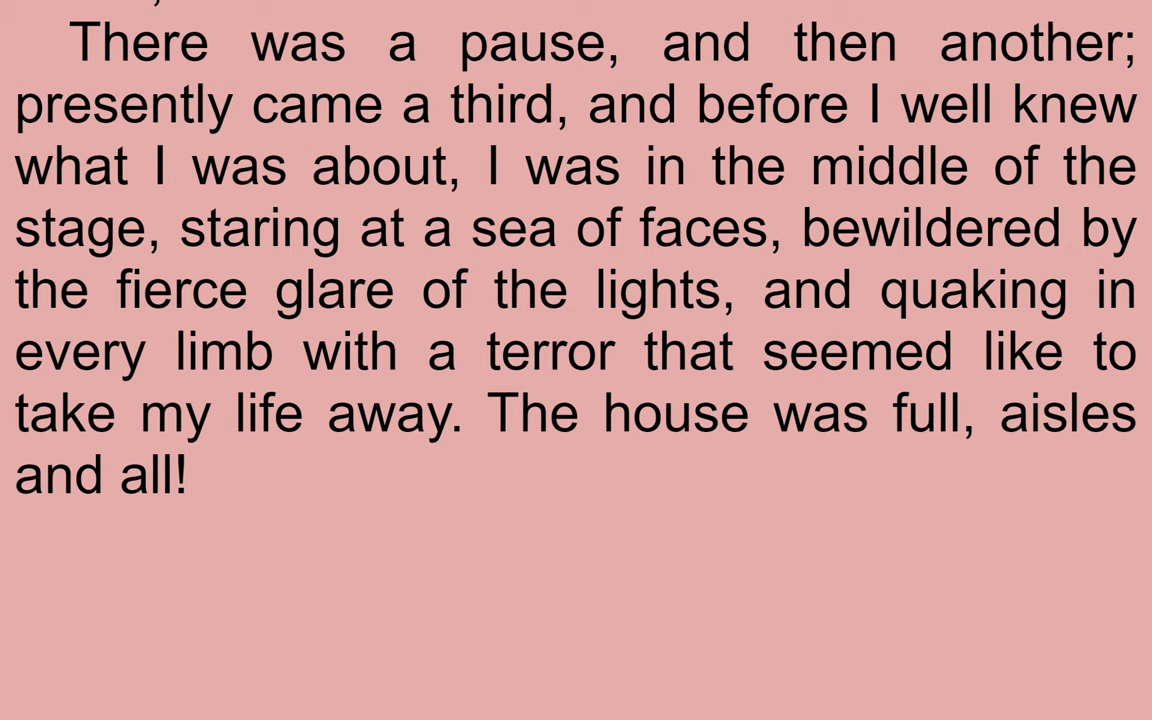 There was a pause, and then another;
presently came a third, and before I well knew
what I was about, I was in the middle of the
stage, staring at a sea of faces, bewildered by
the fierce glare of the lights, and quaking in
every limb with a terror that seemed like to
take my life away. The house was full, aisles
and all!